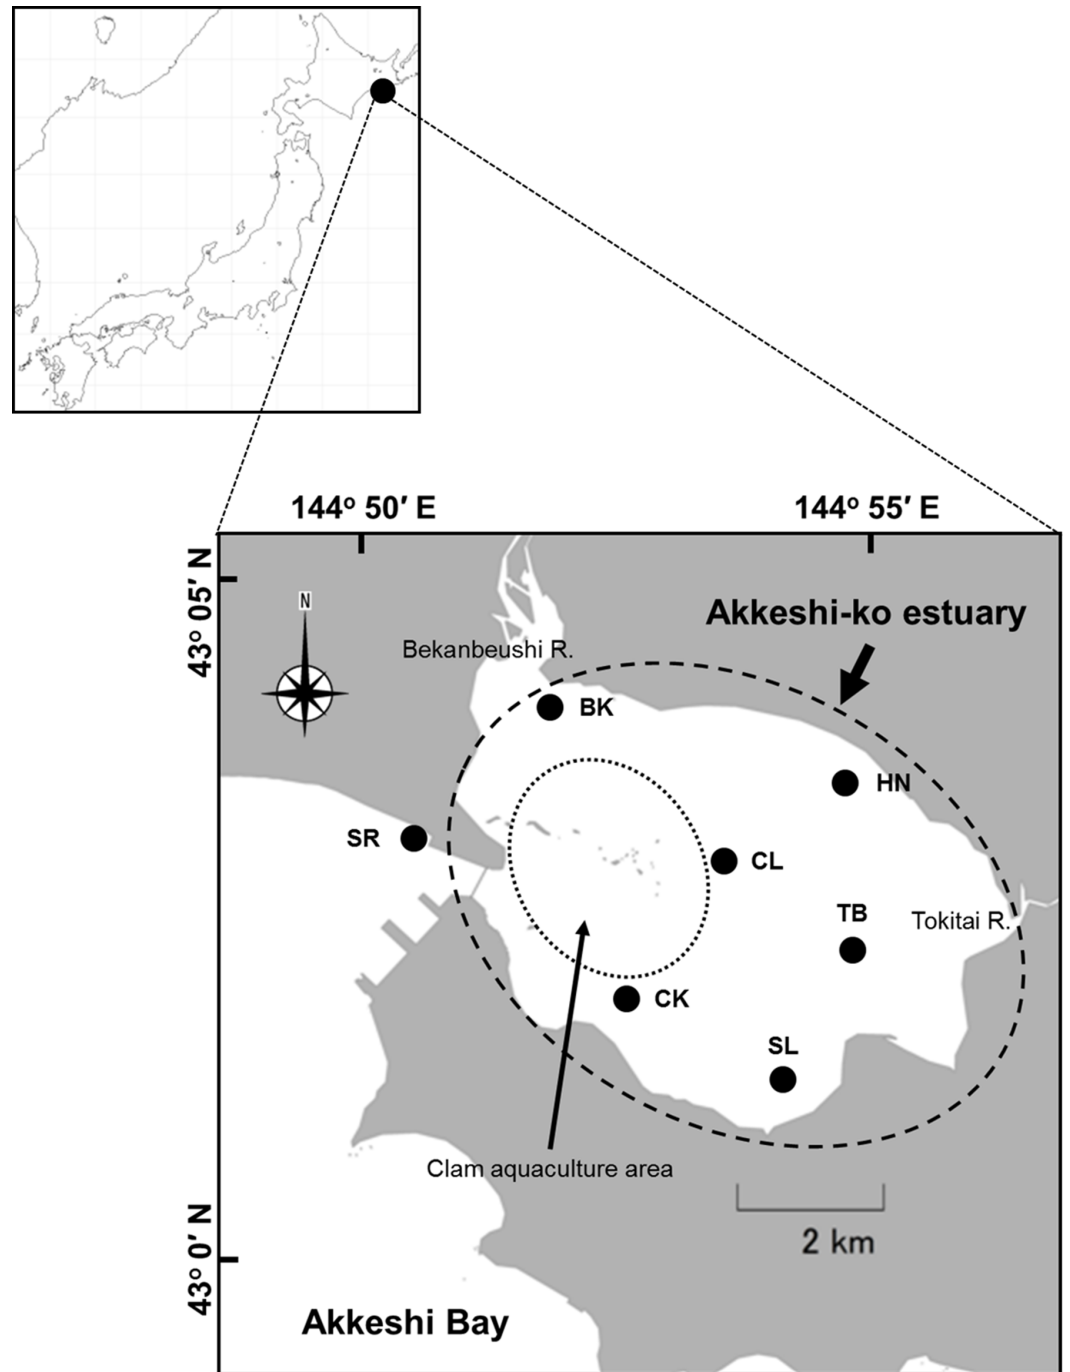 144° 50′ E
144° 55′ E
43° 05′ N
N
Akkeshi-ko estuary
Bekanbeushi R.
BK
HN
SR
CL
TB
Tokitai R.
CK
SL
Clam aquaculture area
2 km
43° 0′ N
Akkeshi Bay